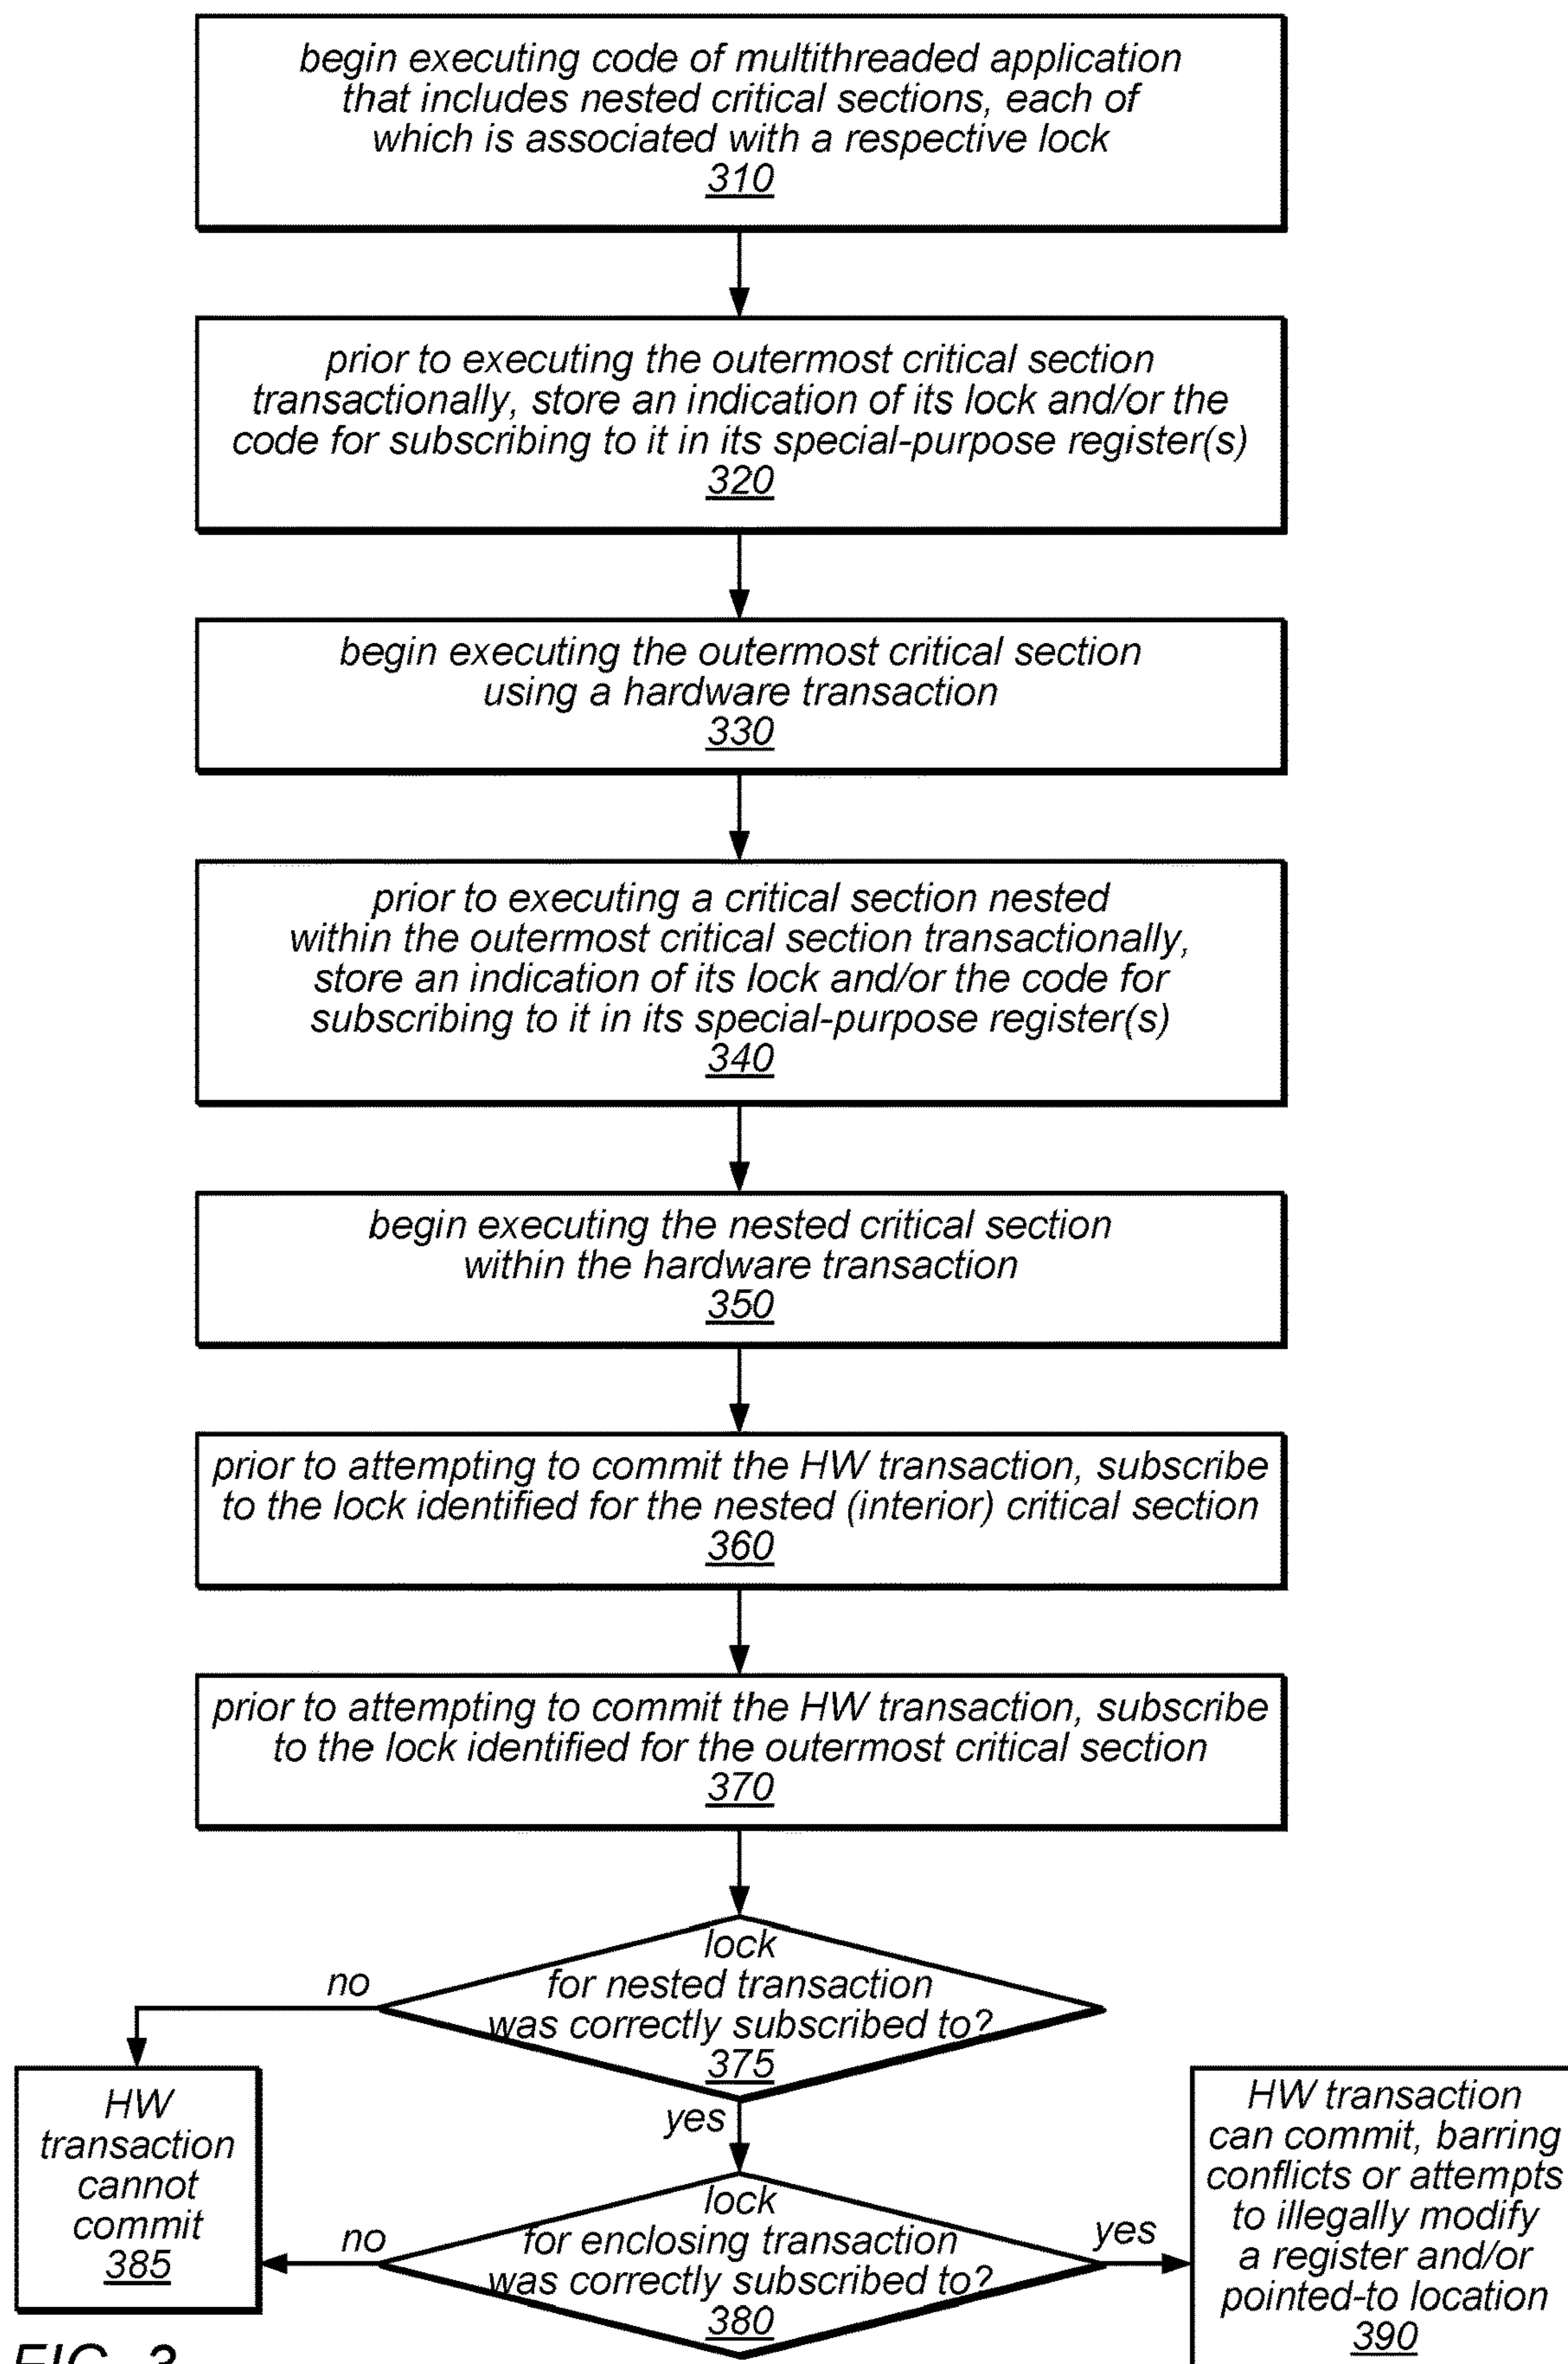 begin executing code of multithreaded application
that includes nested critical sections, each of
which is associated with a respective lock
310
prior to executing the outermost critical section
transactionally, store an indication of its lock and/or the
code for subscribing to it in its special-purpose register(s)
320
begin executing the outermost critical section
using a hardware transaction
330
prior to executing a critical section nested
within the outermost critical section transactionally,
store an indication of its lock and/or the code for
subscribing to it in its special-purpose register(s)
340
begin executing the nested critical section
within the hardware transaction
350
prior to attempting to commit the HW transaction, subscribe
to the lock identified for the nested (interior) critical section
360
prior to attempting to commit the HW transaction, subscribe
to the lock identified for the outermost critical section
370
lock
for nested transaction
was correctly subscribed to?
375
no
yes
HW
transaction
cannot
commit
385
lock
for enclosing transaction
was correctly subscribed to?
380
no
yes
HW transaction
can commit, barring
conflicts or attempts
to illegally modify
a register and/or
pointed-to location
390
FIG. 3